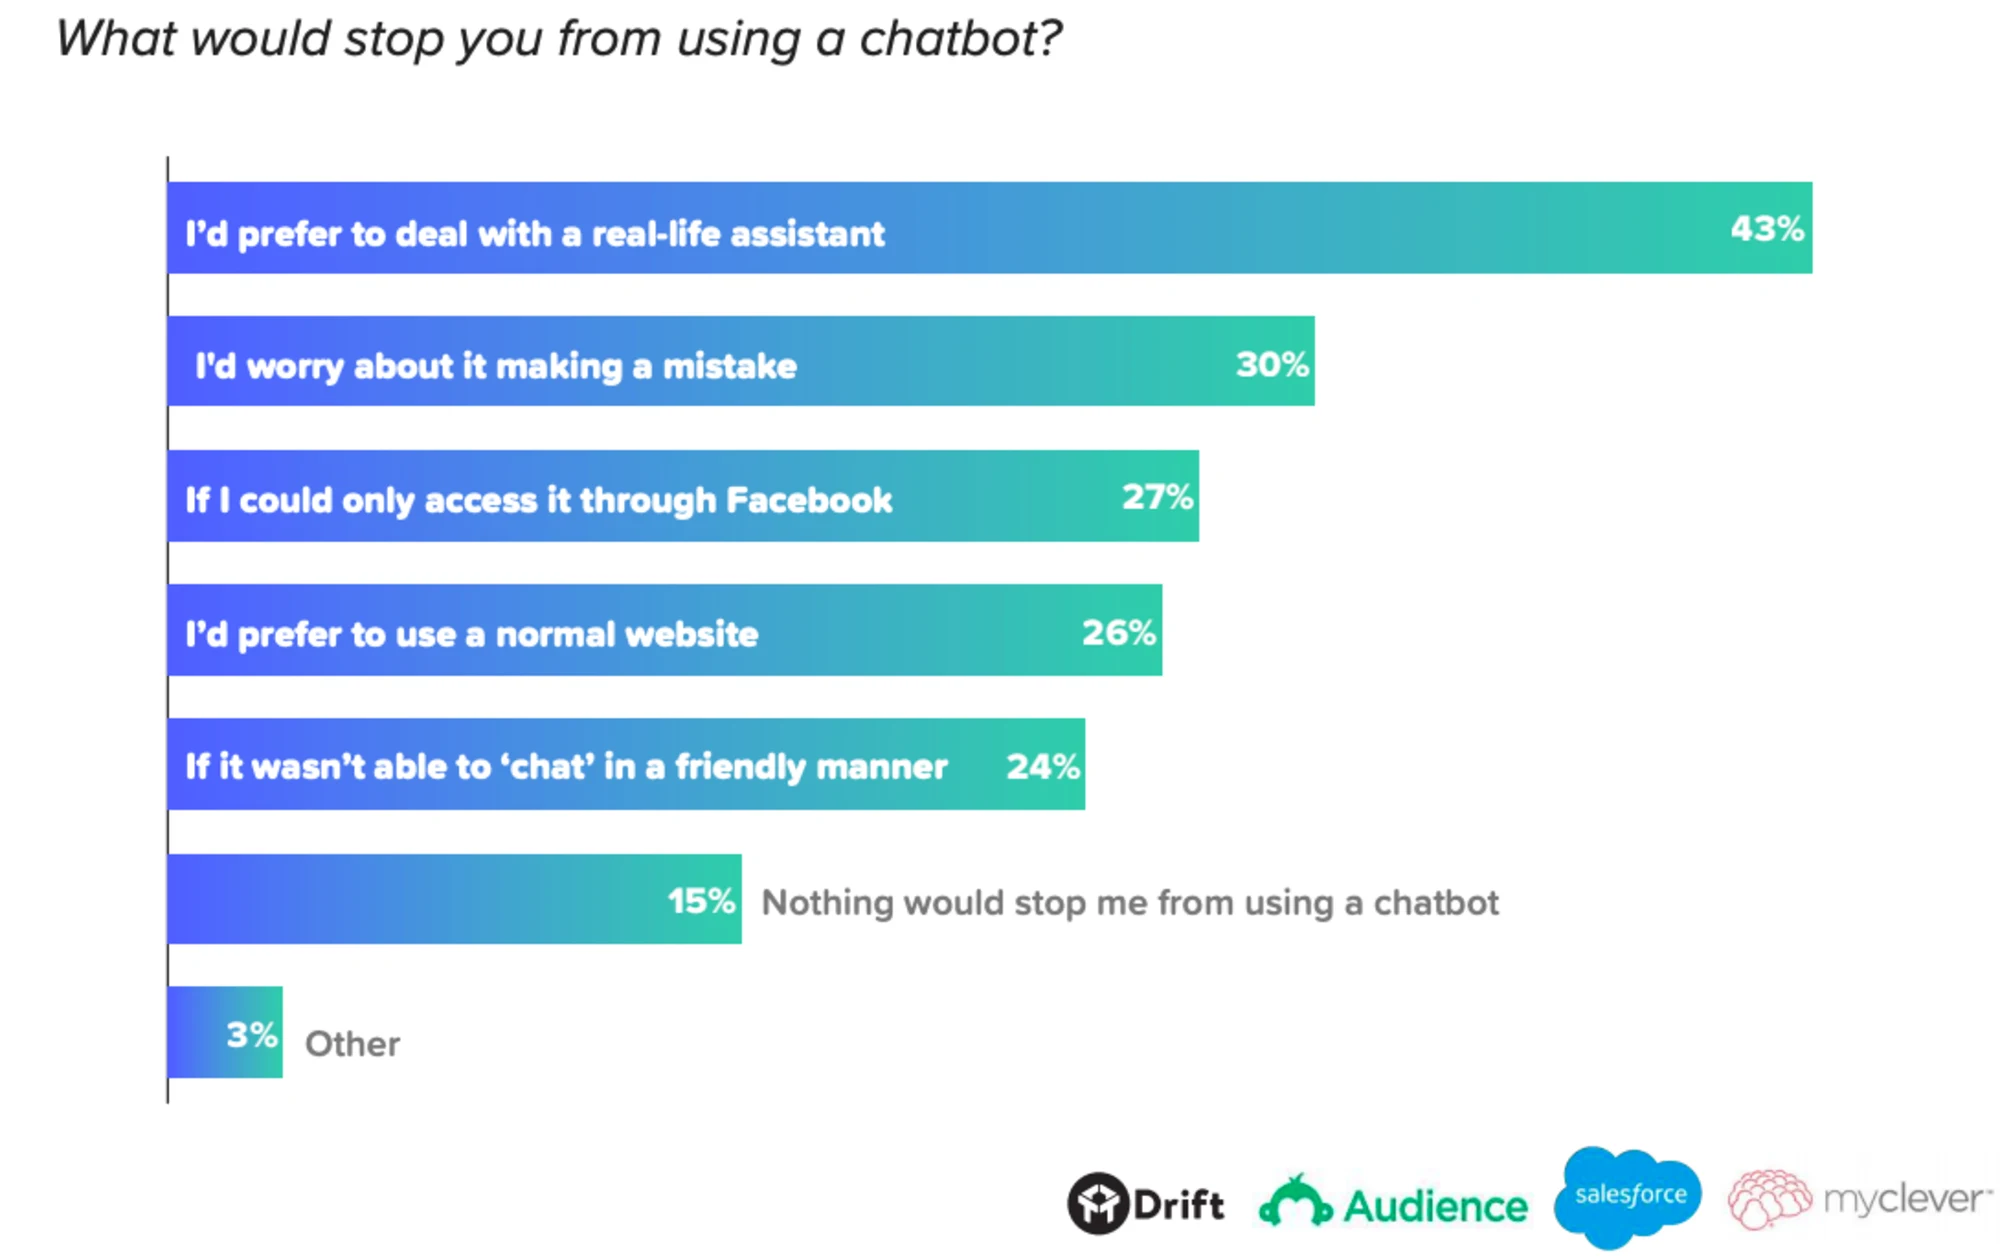 What would stop you from using a chatbot?
I’d prefer to deal with a real-life assistant 43%
I'd worry about it making a mistake 30%
If I could only access it through Facebook 27%
I’d prefer to use a normal website 26%
If it wasn’t able to ‘chat’ in a friendly manner 24%
15% Nothing would stop me from using a chatbot
3% Other
Drift Audience salesforce myclever